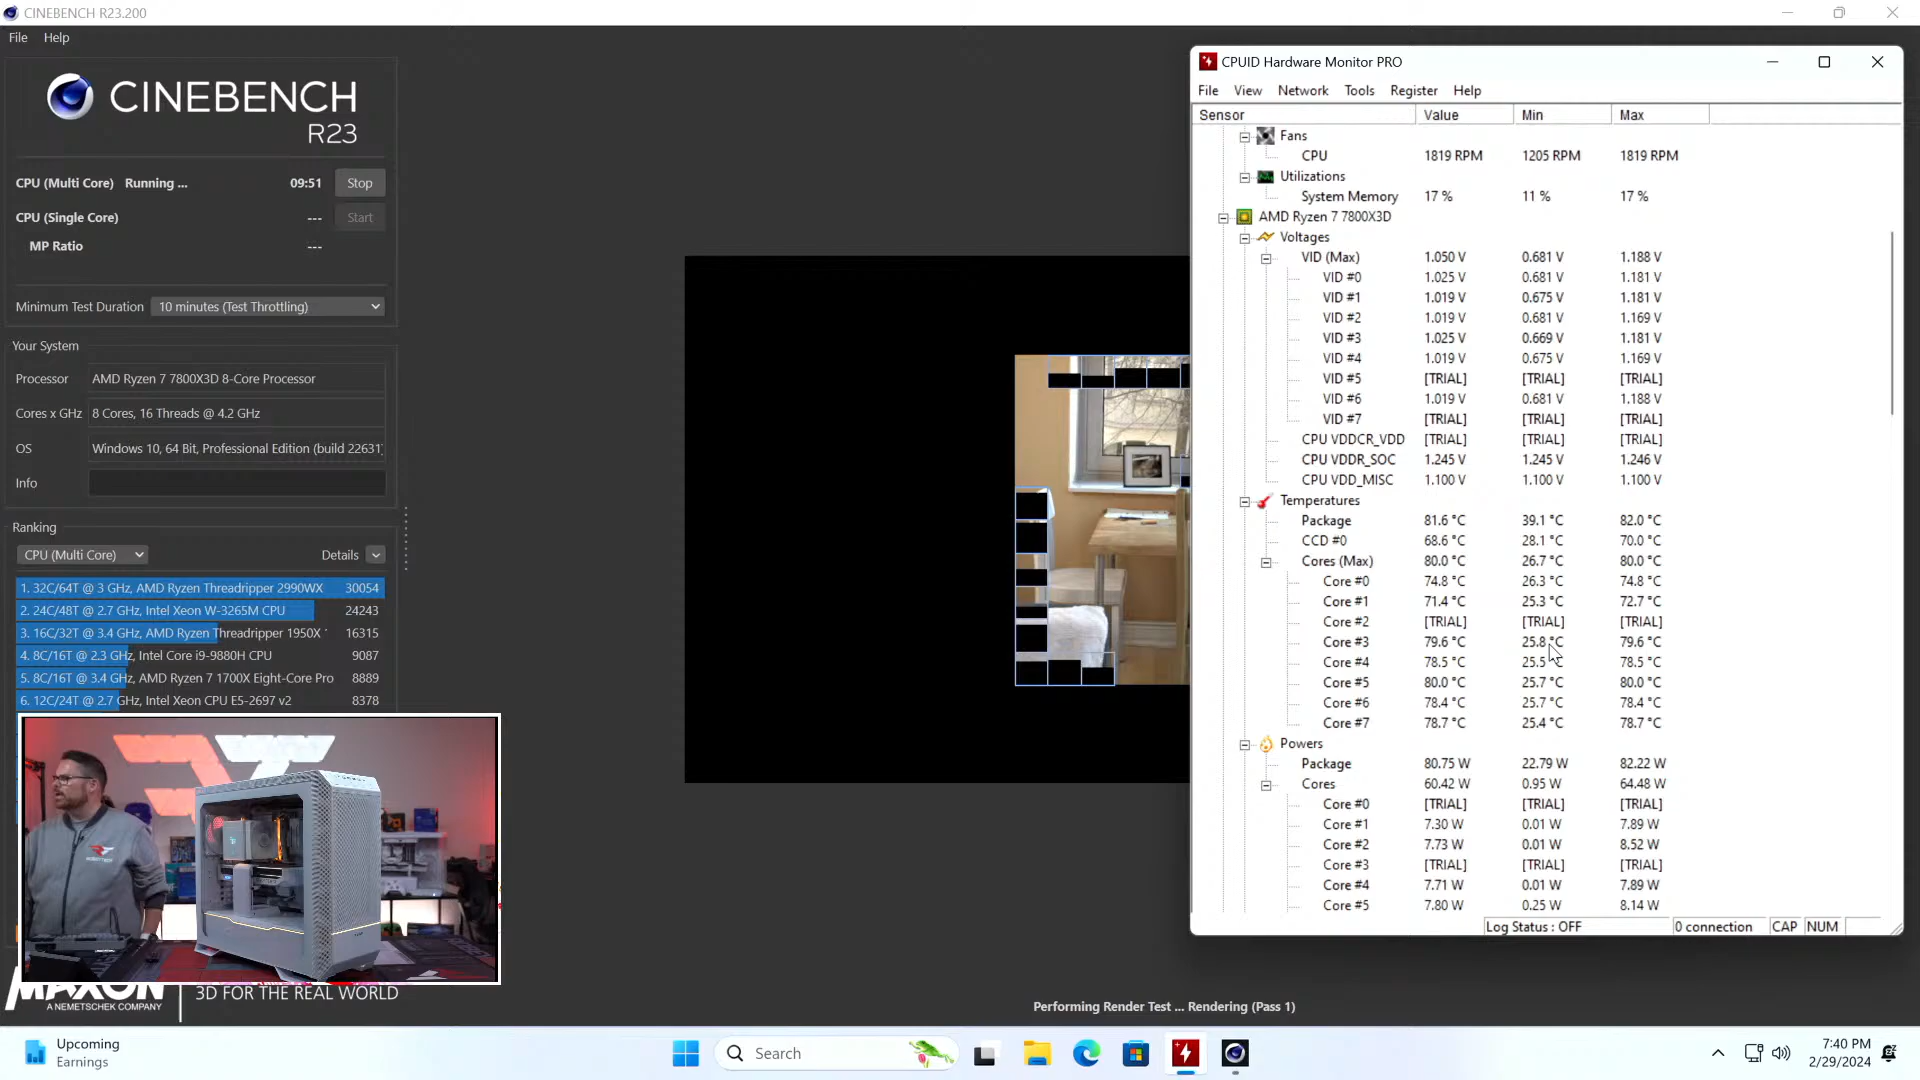 CINEBENCH R23.200
File Help
CINEBENCH
R23
CPU (Multi Core) Running ... 09:51 Stop
CPU (Single Core) --- Start
MP Ratio ---
Minimum Test Duration 10 minutes (Test Throttling)
Your System
Processor AMD Ryzen 7 7800X3D 8-Core Processor
Cores x GHz 8 Cores, 16 Threads @ 4.2 GHz
OS Windows 10, 64 Bit, Professional Edition (build 22631)
Info
Ranking
CPU (Multi Core) Details
1. 32C/64T @ 3 GHz, AMD Ryzen Threadripper 2990WX 30054
2. 24C/48T @ 2.7 GHz, Intel Xeon W-3265M CPU 24243
3. 16C/32T @ 3.4 GHz, AMD Ryzen Threadripper 1950X 16315
4. 8C/16T @ 2.3 GHz, Intel Core i9-9880H CPU 9087
5. 8C/16T @ 3.4 GHz, AMD Ryzen 7 1700X Eight-Core Pro 8889
6. 12C/24T @ 2.7 GHz, Intel Xeon CPU E5-2697 v2 8378
MAXON
A NEMETSCHEK COMPANY
3D FOR THE REAL WORLD
Performing Render Test ... Rendering (Pass 1)
CPUID Hardware Monitor PRO
File View Network Tools Register Help
Sensor Value Min Max
Fans
CPU 1819 RPM 1205 RPM 1819 RPM
Utilizations
System Memory 17 % 11 % 17 %
AMD Ryzen 7 7800X3D
Voltages
VID (Max) 1.050 V 0.681 V 1.188 V
VID #0 1.025 V 0.681 V 1.181 V
VID #1 1.019 V 0.675 V 1.181 V
VID #2 1.019 V 0.681 V 1.169 V
VID #3 1.025 V 0.669 V 1.181 V
VID #4 1.019 V 0.675 V 1.169 V
VID #5 [TRIAL] [TRIAL] [TRIAL]
VID #6 1.019 V 0.681 V 1.188 V
VID #7 [TRIAL] [TRIAL] [TRIAL]
CPU VDDCR_VDD [TRIAL] [TRIAL] [TRIAL]
CPU VDDR_SOC 1.245 V 1.245 V 1.246 V
CPU VDD_MISC 1.100 V 1.100 V 1.100 V
Temperatures
Package 81.6 °C 39.1 °C 82.0 °C
CCD #0 68.6 °C 28.1 °C 70.0 °C
Cores (Max) 80.0 °C 26.7 °C 80.0 °C
Core #0 74.8 °C 26.3 °C 74.8 °C
Core #1 71.4 °C 25.3 °C 72.7 °C
Core #2 [TRIAL] [TRIAL] [TRIAL]
Core #3 79.6 °C 25.8 °C 79.6 °C
Core #4 78.5 °C 25.5 °C 78.5 °C
Core #5 80.0 °C 25.7 °C 80.0 °C
Core #6 78.4 °C 25.7 °C 78.4 °C
Core #7 78.7 °C 25.4 °C 78.7 °C
Powers
Package 80.75 W 22.79 W 82.22 W
Cores 60.42 W 0.95 W 64.48 W
Core #0 [TRIAL] [TRIAL] [TRIAL]
Core #1 7.30 W 0.01 W 7.89 W
Core #2 7.73 W 0.01 W 8.52 W
Core #3 [TRIAL] [TRIAL] [TRIAL]
Core #4 7.71 W 0.01 W 7.89 W
Core #5 7.80 W 0.25 W 8.14 W
Log Status : OFF 0 connection CAP NUM
Upcoming
Earnings
Search
7:40 PM
2/29/2024